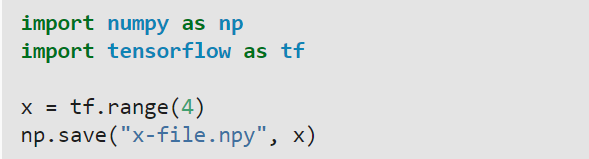 import numpy as np
import tensorflow as tf
x = tf.range(4)
np.save("x-file.npy", x)